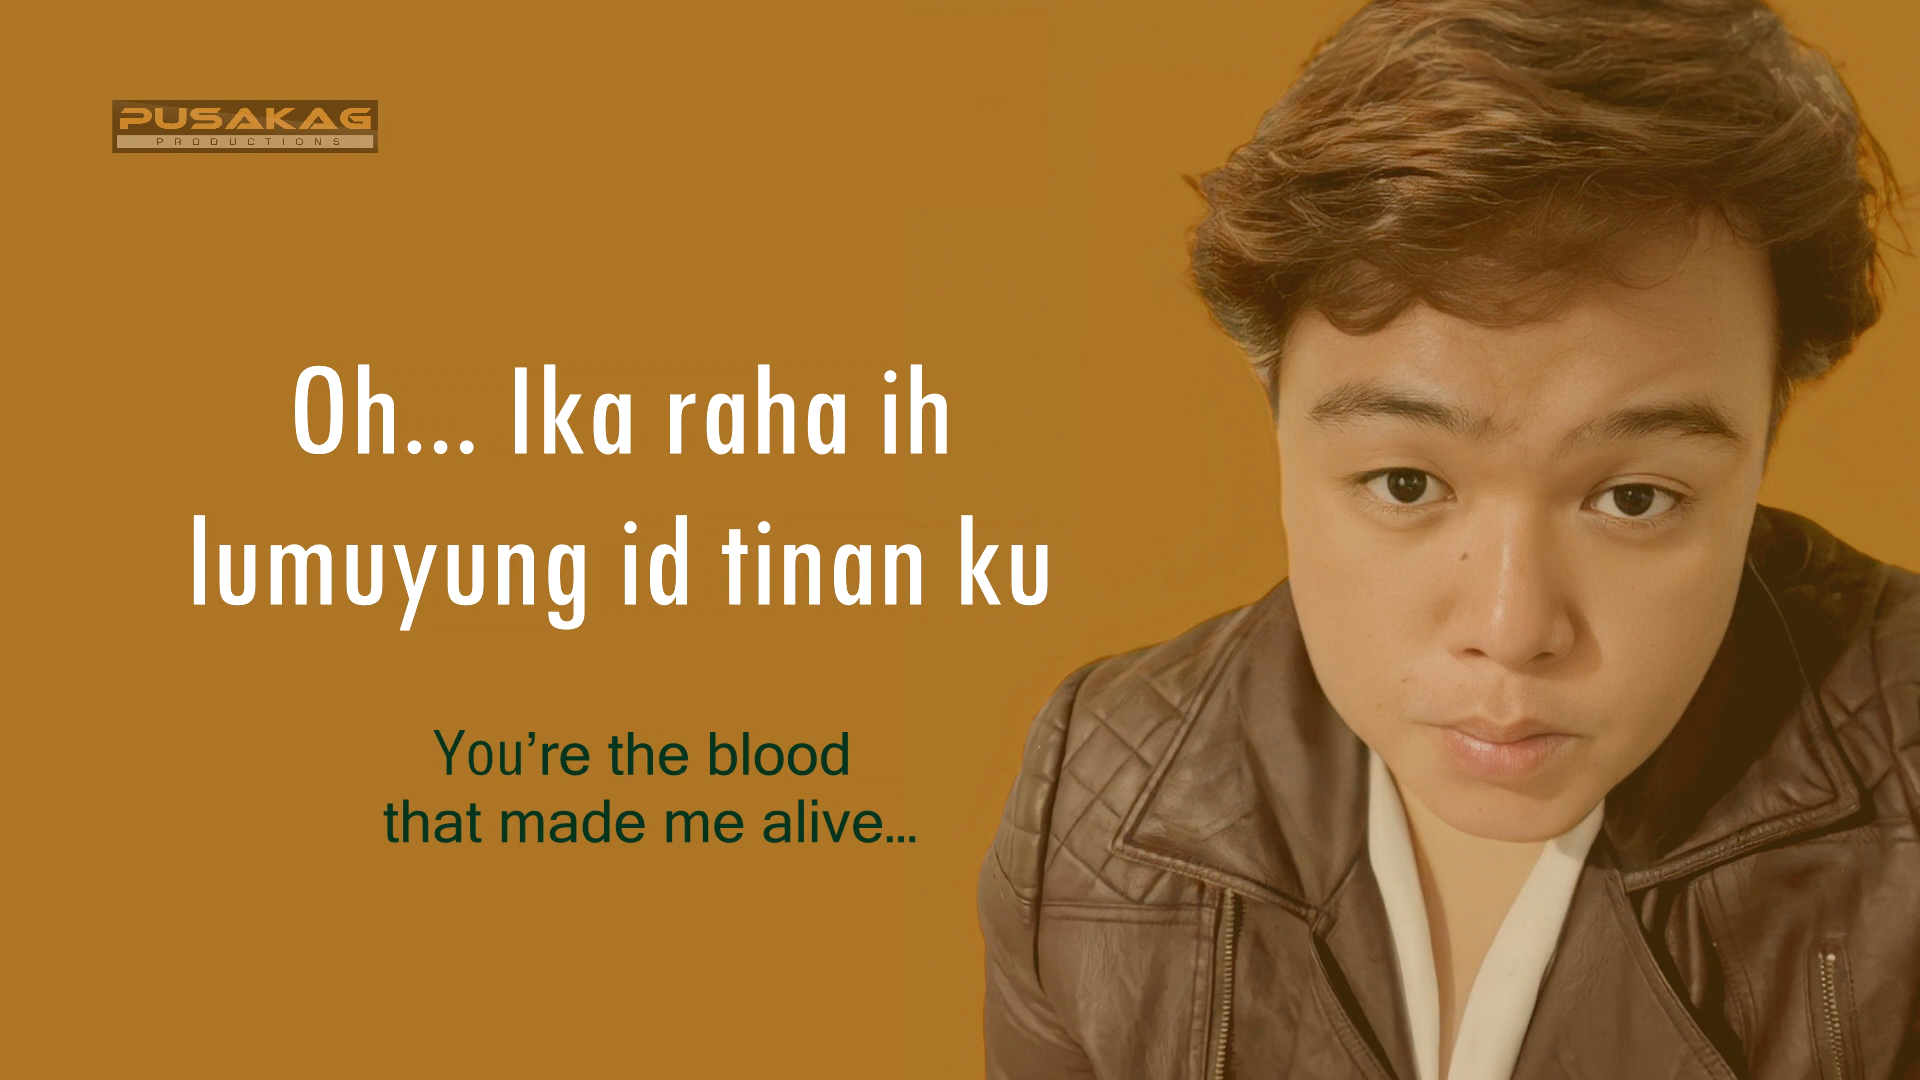 PUSAKAG
PRODUCTIONS
Oh... Ika raha ih
lumuyung id tinan ku
You’re the blood
that made me alive...